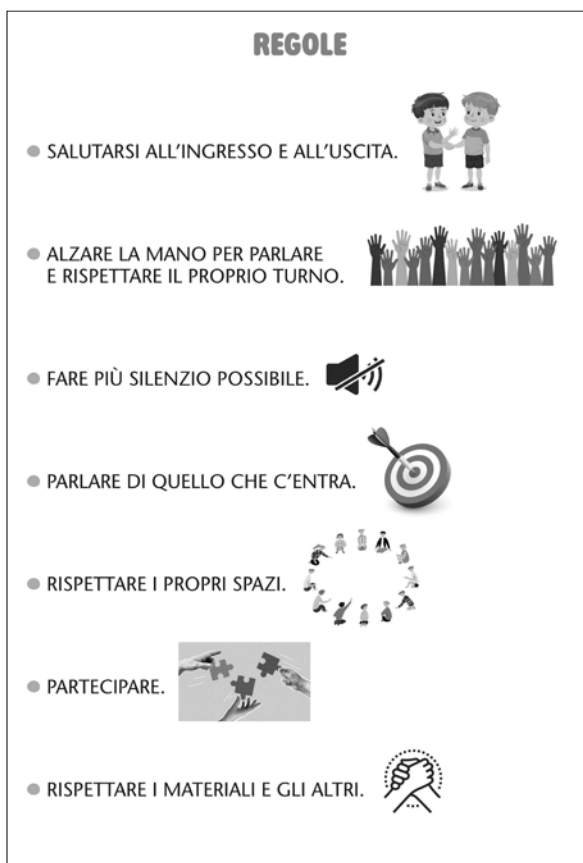 REGOLE
SALUTARSI ALL'INGRESSO E ALL'USCITA.
ALZARE LA MANO PER PARLARE
E RISPETTARE IL PROPRIO TURNO.
FARE PIÙ SILENZIO POSSIBILE.
PARLARE DI QUELLO CHE C'ENTRA.
RISPETTARE I PROPRI SPAZI.
PARTECIPARE.
RISPETTARE I MATERIALI E GLI ALTRI.